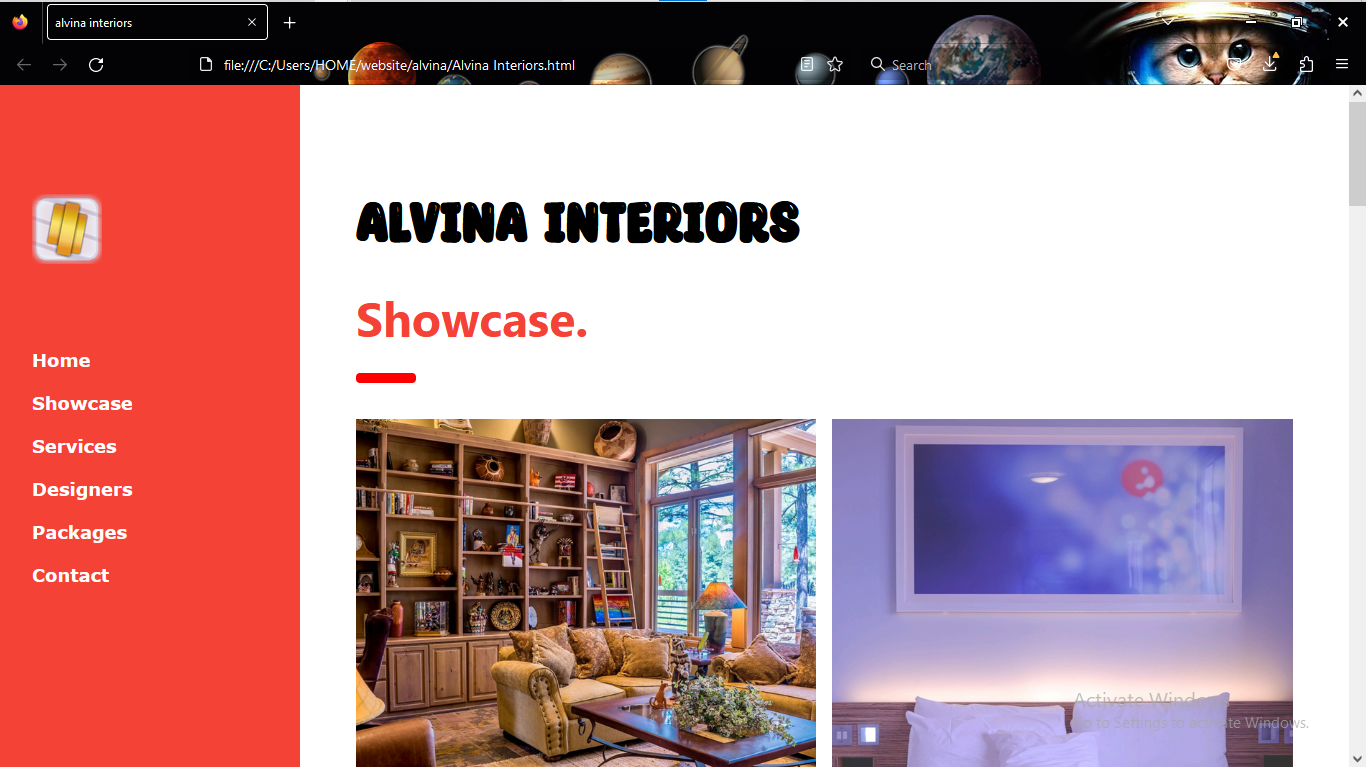 alvina interiors
file:///C:/Users/HOME/website/alvina/Alvina Interiors.html
Search
ALVINA INTERIORS
Showcase.
Home
Showcase
Services
Designers
Packages
Contact
Activate Windows
Go to Settings to activate Windows.